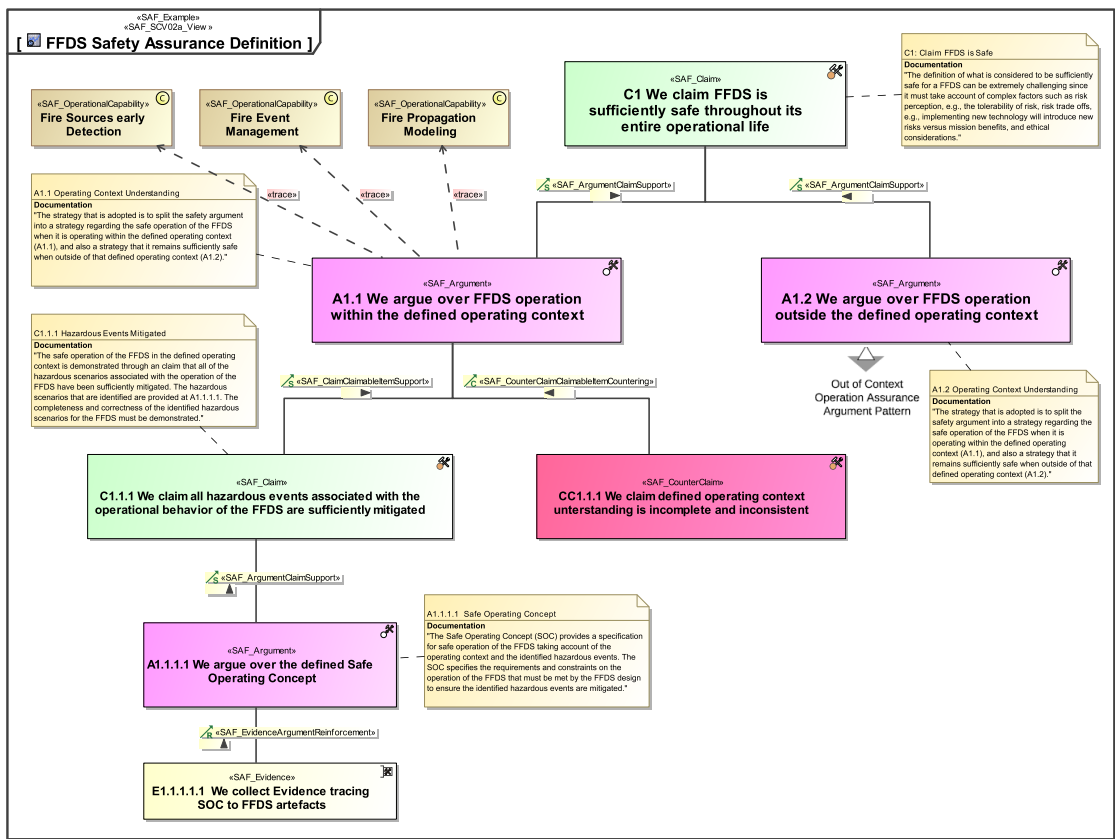 «SAF_Example»
«SAF_SCV02a_View »
[ FFDS Safety Assurance Definition ]
C1: Claim FFDS is Safe
Documentation
"The definition of what is considered to be sufficiently
safe for a FFDS can be extremely challenging since
it must take account of complex factors such as risk
perception, e.g., the tolerability of risk, risk trade offs,
e.g., implementing new technology will introduce new
risks versus mission benefits, and ethical
considerations."
«SAF_Claim»
C1 We claim FFDS is
sufficiently safe throughout its
entire operational life
«SAF_OperationalCapability»
C
Fire Sources early
Detection
«SAF_OperationalCapability»
C
Fire Event
Management
«SAF_OperationalCapability»
C
Fire Propagation
Modeling
S «SAF_ArgumentClaimSupport»
S «SAF_ArgumentClaimSupport»
«trace»
«trace»
«trace»
A1.1 Operating Context Understanding
Documentation
"The strategy that is adopted is to split the safety argument
into a strategy regarding the safe operation of the FFDS
when it is operating within the defined operating context
(A1.1), and also a strategy that it remains sufficiently safe
when outside of that defined operating context (A1.2)."
«SAF_Argument»
A1.1 We argue over FFDS operation
within the defined operating context
«SAF_Argument»
A1.2 We argue over FFDS operation
outside the defined operating context
Out of Context
Operation Assurance
Argument Pattern
A1.2 Operating Context Understanding
Documentation
"The strategy that is adopted is to split the
safety argument into a strategy regarding the
safe operation of the FFDS when it is
operating within the defined operating
context (A1.1), and also a strategy that it
remains sufficiently safe when outside of that
defined operating context (A1.2)."
C1.1.1 Hazardous Events Mitigated
Documentation
"The safe operation of the FFDS in the defined operating
context is demonstrated through an claim that all of the
hazardous scenarios associated with the operation of the
FFDS have been sufficiently mitigated. The hazardous
scenarios that are identified are provided at A1.1.1.1. The
completeness and correctness of the identified hazardous
scenarios for the FFDS must be demonstrated."
S «SAF_ClaimClaimableItemSupport»
C «SAF_CounterClaimClaimableItemCountering»
«SAF_Claim»
C1.1.1 We claim all hazardous events associated with the
operational behavior of the FFDS are sufficiently mitigated
«SAF_CounterClaim»
CC1.1.1 We claim defined operating context
unterstanding is incomplete and inconsistent
S «SAF_ArgumentClaimSupport»
«SAF_Argument»
A1.1.1.1 We argue over the defined Safe
Operating Concept
A1.1.1.1 Safe Operating Concept
Documentation
"The Safe Operating Concept (SOC) provides a specification
for safe operation of the FFDS taking account of the
operating context and the identified hazardous events. The
SOC specifies the requirements and constraints on the
operation of the FFDS that must be met by the FFDS design
to ensure the identified hazardous events are mitigated."
R «SAF_EvidenceArgumentReinforcement»
«SAF_Evidence»
E1.1.1.1.1 We collect Evidence tracing
SOC to FFDS artefacts